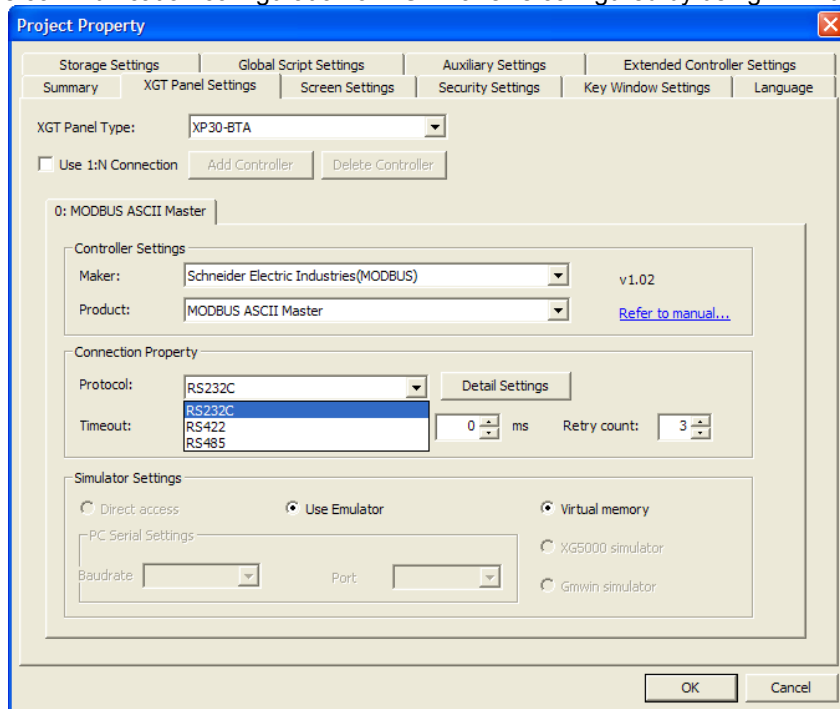 Project Property
Storage Settings Global Script Settings Auxiliary Settings Extended Controller Settings
Summary XGT Panel Settings Screen Settings Security Settings Key Window Settings Language
XGT Panel Type: XP30-BTA
Use 1:N Connection Add Controller Delete Controller
0: MODBUS ASCII Master
Controller Settings
Maker: Schneider Electric Industries(MODBUS) v1.02
Product: MODBUS ASCII Master Refer to manual...
Connection Property
Protocol: RS232C Detail Settings
RS232C
RS422
Timeout: 0 ms Retry count: 3
RS485
Simulator Settings
Direct access Use Emulator Virtual memory
PC Serial Settings
XG5000 simulator
Baudrate Port
Gmwin simulator
OK Cancel